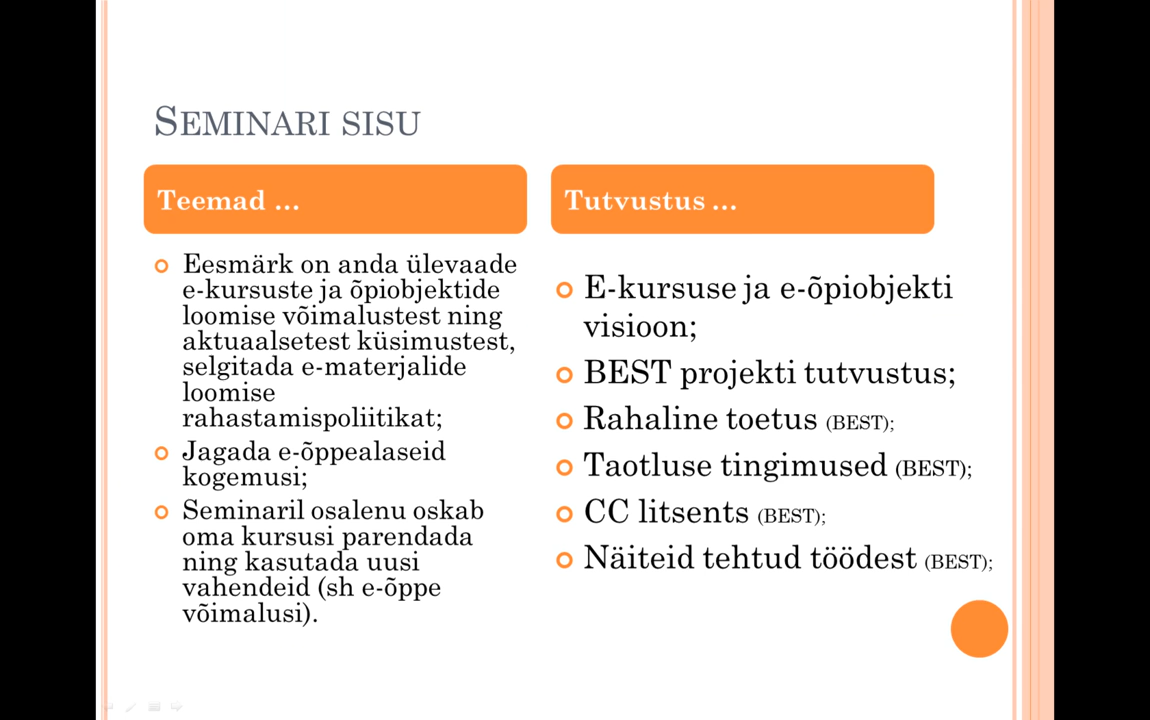 SEMINARI SISU
Teemad ...
Eesmärk on anda ülevaade
e-kursuste ja õpiobjektide
loomise võimalustest ning
aktuaalsetest küsimustest,
selgitada e-materjalide
loomise
rahastamispoliitikat;
Jagada e-õppealaseid
kogemusi;
Seminaril osalenu oskab
oma kursusi parendada
ning kasutada uusi
vahendeid (sh e-õppe
võimalusi).
Tutvustus ...
E-kursuse ja e-õpiobjekti
visioon;
BEST projekti tutvustus;
Rahaline toetus (BEST);
Taotluse tingimused (BEST);
CC litsents (BEST);
Näiteid tehtud töödest (BEST);